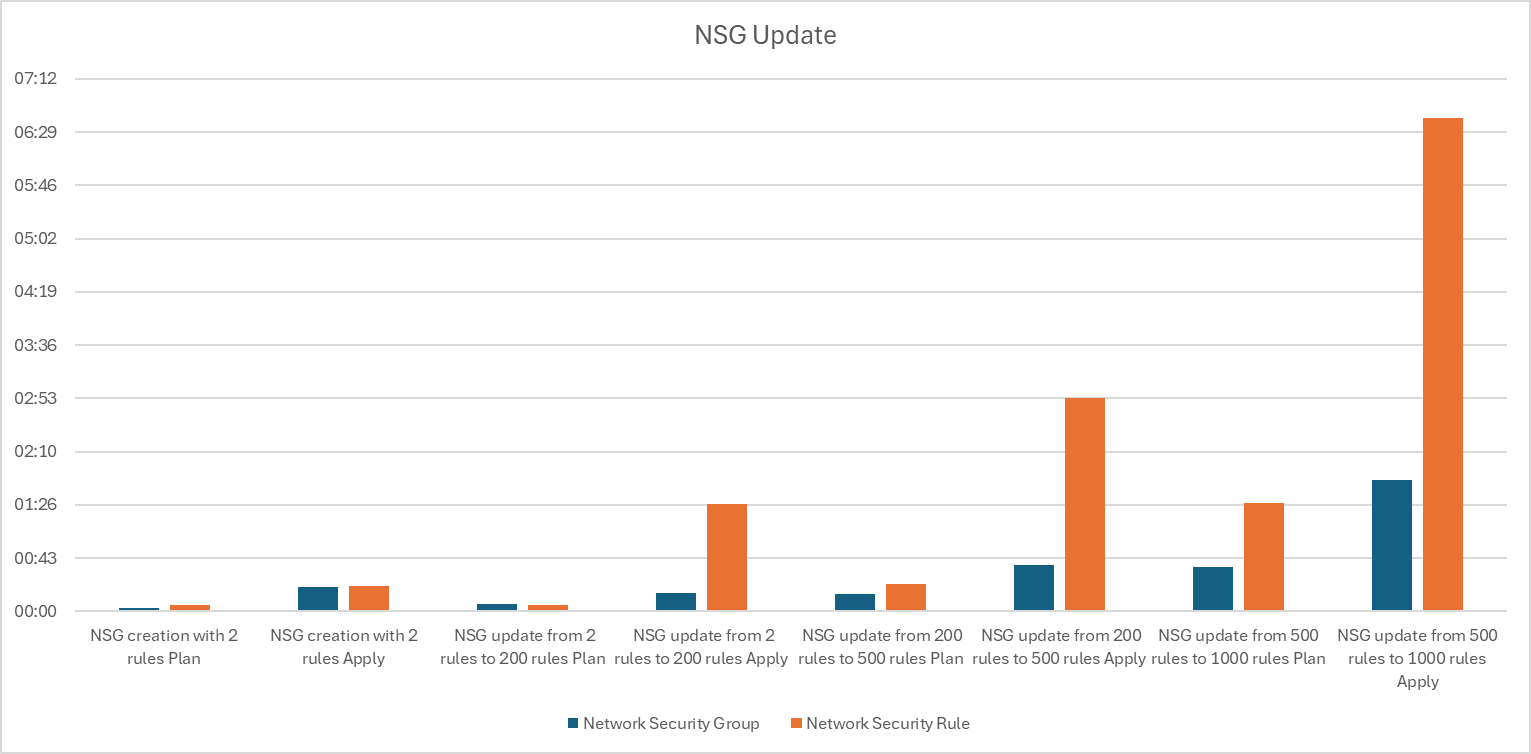 NSG Update
07:12
06:29
05:46
05:02
04:19
03:36
02:53
02:10
01:26
00:43
00:00
NSG creation with 2
rules Plan
NSG creation with 2
rules Apply
NSG update from 2
rules to 200 rules Plan
NSG update from 2
rules to 200 rules Apply
NSG update from 200
rules to 500 rules Plan
NSG update from 200
rules to 500 rules Apply
NSG update from 500
rules to 1000 rules Plan
NSG update from 500
rules to 1000 rules
Apply
Network Security Group
Network Security Rule